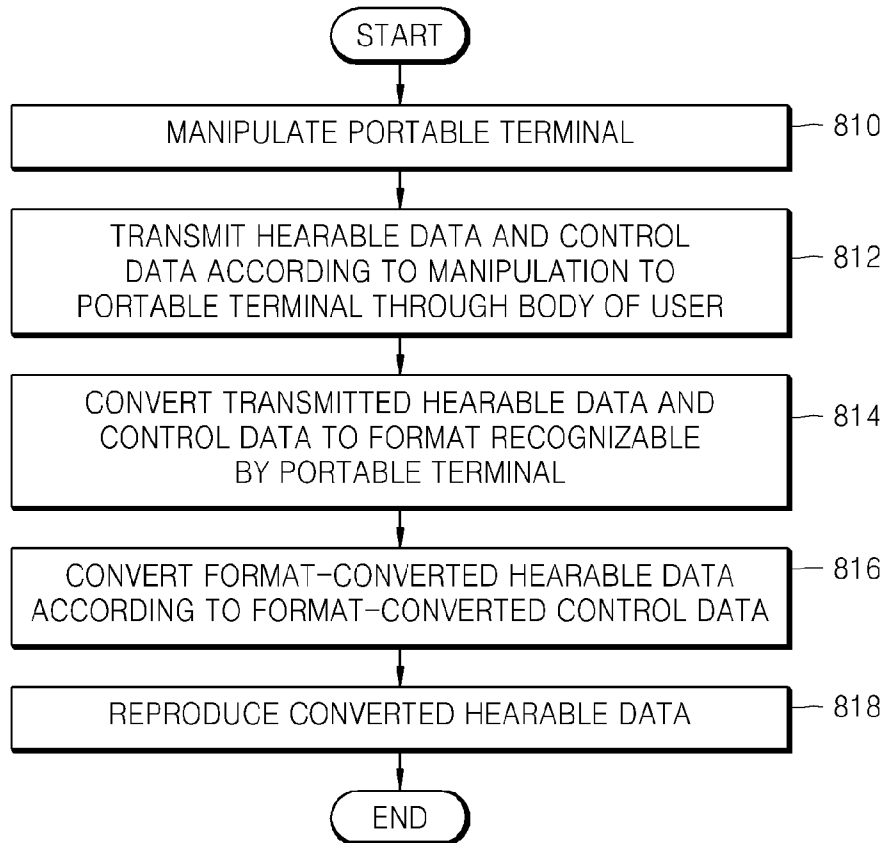 START
MANIPULATE PORTABLE TERMINAL
810
TRANSMIT HEARABLE DATA AND CONTROL
DATA ACCORDING TO MANIPULATION TO
PORTABLE TERMINAL THROUGH BODY OF USER
812
CONVERT TRANSMITTED HEARABLE DATA AND
CONTROL DATA TO FORMAT RECOGNIZABLE
BY PORTABLE TERMINAL
814
CONVERT FORMAT-CONVERTED HEARABLE DATA
ACCORDING TO FORMAT-CONVERTED CONTROL DATA
816
REPRODUCE CONVERTED HEARABLE DATA
818
END